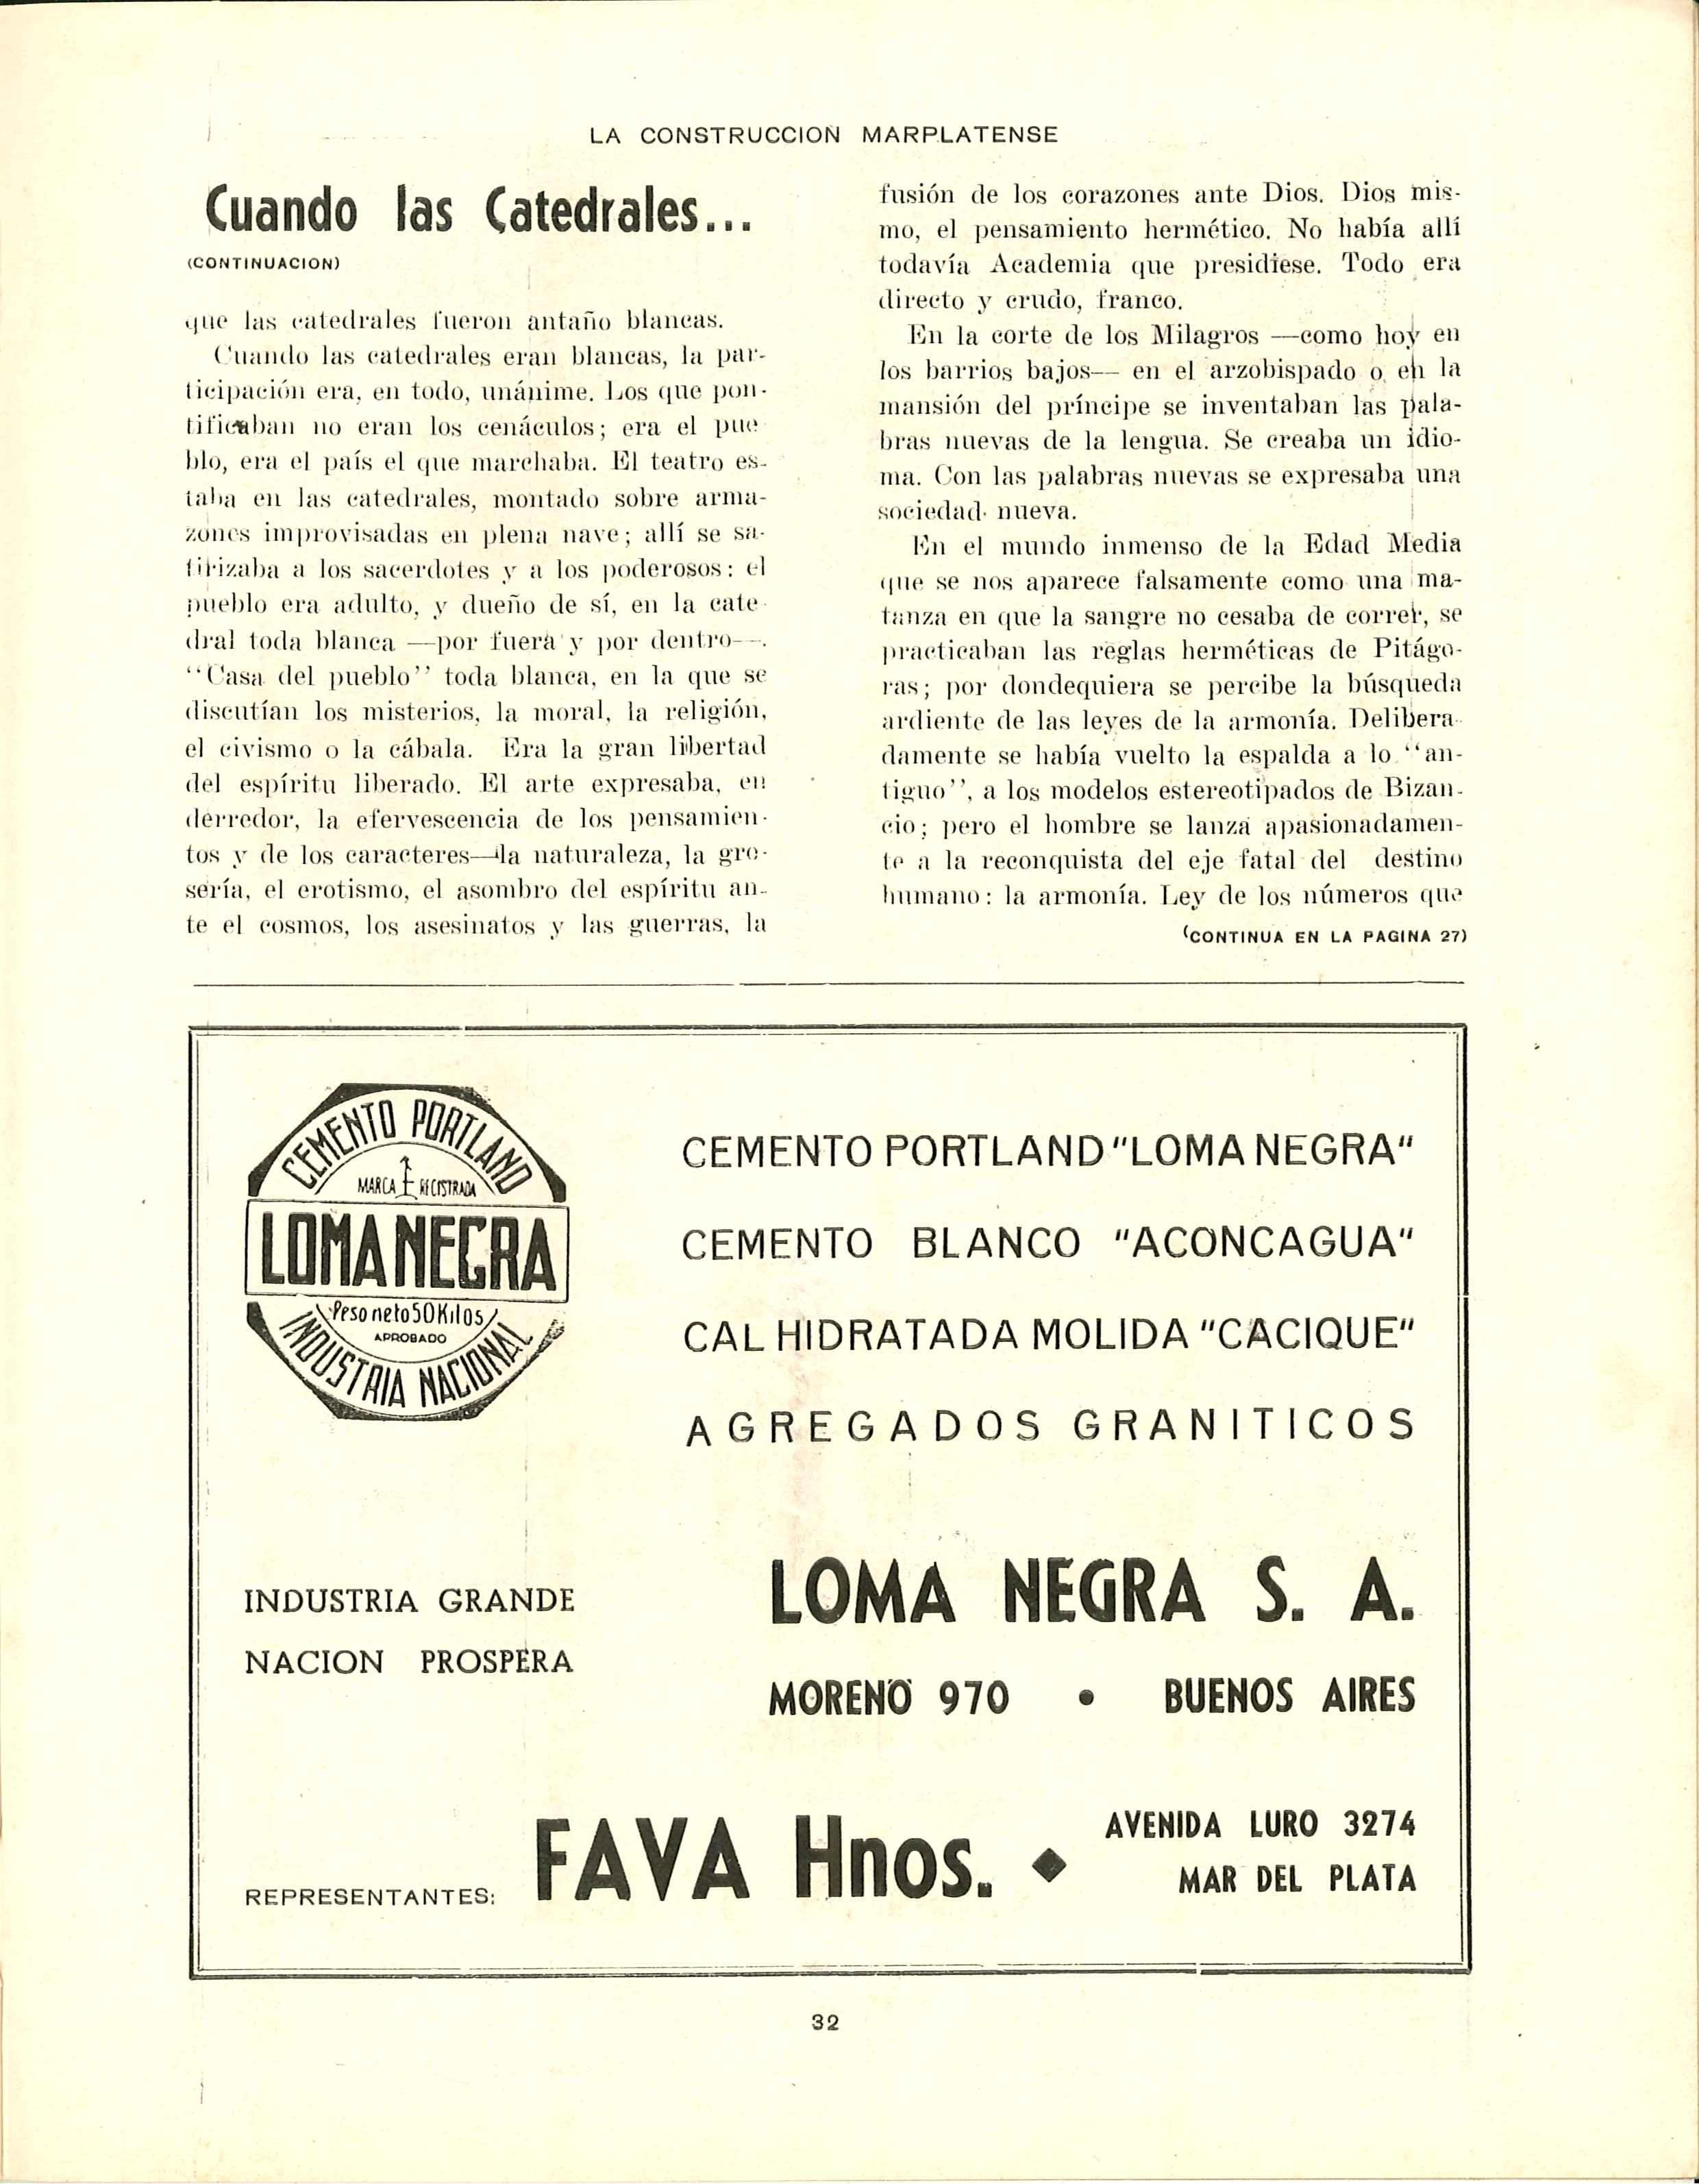 LA CONSTRUCCION MARPLATENSE
Cuando las Catedrales...
(CONTINUACION)
que las catedrales fueron antaño blancas.
Cuando las catedrales eran blancas, la par-
ticipación era, en todo, unánime. Los que pon-
tificaban no eran los cenáculos; era el pue
blo, era el país el que marchaba. El teatro es-
taba en las catedrales, montado sobre arma-
zones improvisadas en plena nave; allí se sa-
tirizaba a los sacerdotes y a los poderosos: el
pueblo era adulto, y dueño de sí, en la cate
dral toda blanca —por fuera y por dentro—.
"Casa del pueblo" toda blanca, en la que se
discutían los misterios, la moral, la religión,
el civismo o la cábala. Era la gran libertad
del espíritu liberado. El arte expresaba, en
derredor, la efervescencia de los pensamien-
tos y de los caracteres—la naturaleza, la gro-
sería, el erotismo, el asombro del espíritu an-
te el cosmos, los asesinatos y las guerras, la
fusión de los corazones ante Dios. Dios mis-
mo, el pensamiento hermético. No había allí
todavía Academia que presidiese. Todo era
directo y crudo, franco.
En la corte de los Milagros —como hoy en
los barrios bajos— en el arzobispado o en la
mansión del príncipe se inventaban las pala-
bras nuevas de la lengua. Se creaba un idio-
ma. Con las palabras nuevas se expresaba una
sociedad nueva.
En el mundo inmenso de la Edad Media
que se nos aparece falsamente como una ma-
tanza en que la sangre no cesaba de correr, se
practicaban las reglas herméticas de Pitágo-
ras; por dondequiera se percibe la búsqueda
ardiente de las leyes de la armonía. Delibera-
damente se había vuelto la espalda a lo "an-
tiguo", a los modelos estereotipados de Bizan-
cio; pero el hombre se lanza apasionadamen-
te a la reconquista del eje fatal del destino
humano: la armonía. Ley de los números que
(CONTINUA EN LA PAGINA 27)
CEMENTO PORTLAND
MARCA REGISTRADA
LOMA NEGRA
Peso neto 50 Kilos
APROBADO
INDUSTRIA NACIONAL
CEMENTO PORTLAND "LOMA NEGRA"
CEMENTO BLANCO "ACONCAGUA"
CAL HIDRATADA MOLIDA "CACIQUE"
AGREGADOS GRANITICOS
INDUSTRIA GRANDE
NACION PROSPERA
LOMA NEGRA S. A.
MORENO 970 • BUENOS AIRES
REPRESENTANTES: FAVA Hnos. ◆
AVENIDA LURO 3274
MAR DEL PLATA
32